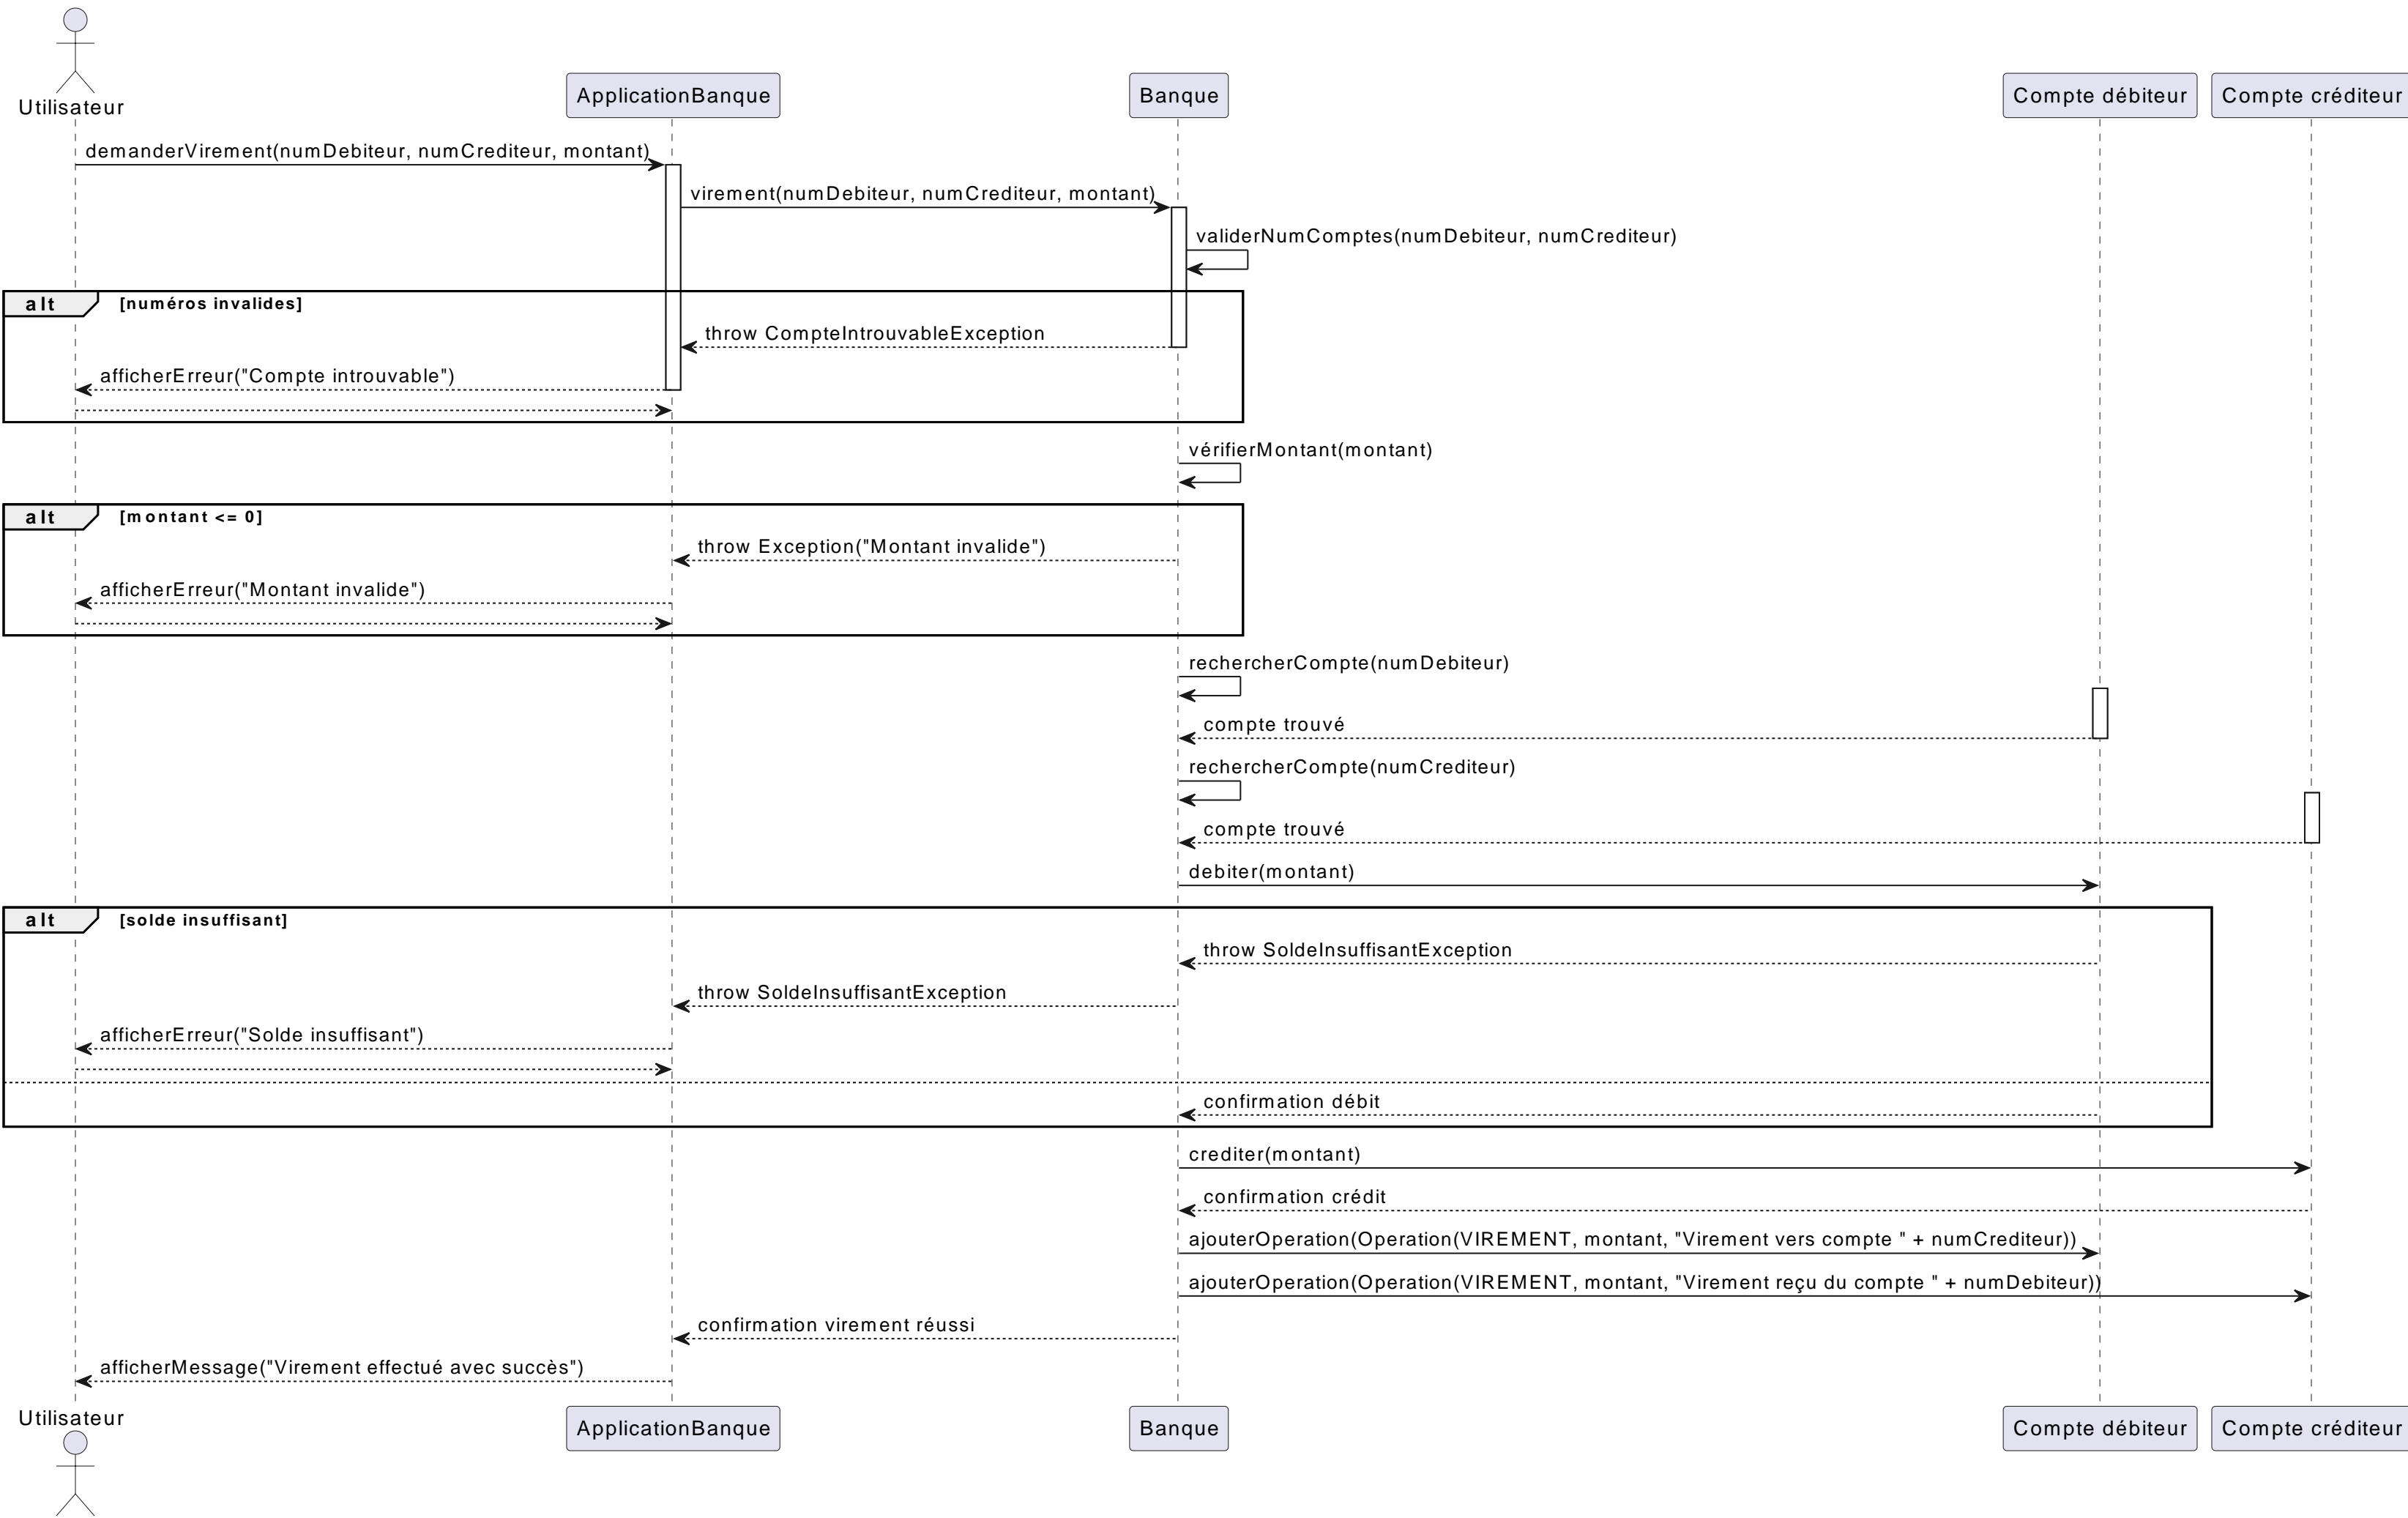 Utilisateur
ApplicationBanque
Banque
Compte débiteur
Compte créditeur
demanderVirement(numDebiteur, numCrediteur, montant)
virement(numDebiteur, numCrediteur, montant)
validerNumComptes(numDebiteur, numCrediteur)
alt [numéros invalides]
throw CompteIntrouvableException
afficherErreur("Compte introuvable")
vérifierMontant(montant)
alt [montant <= 0]
throw Exception("Montant invalide")
afficherErreur("Montant invalide")
rechercherCompte(numDebiteur)
compte trouvé
rechercherCompte(numCrediteur)
compte trouvé
debiter(montant)
alt [solde insuffisant]
throw SoldeInsuffisantException
throw SoldeInsuffisantException
afficherErreur("Solde insuffisant")
confirmation débit
crediter(montant)
confirmation crédit
ajouterOperation(Operation(VIREMENT, montant, "Virement vers compte " + numCrediteur))
ajouterOperation(Operation(VIREMENT, montant, "Virement reçu du compte " + numDebiteur))
confirmation virement réussi
afficherMessage("Virement effectué avec succès")
Utilisateur
ApplicationBanque
Banque
Compte débiteur
Compte créditeur